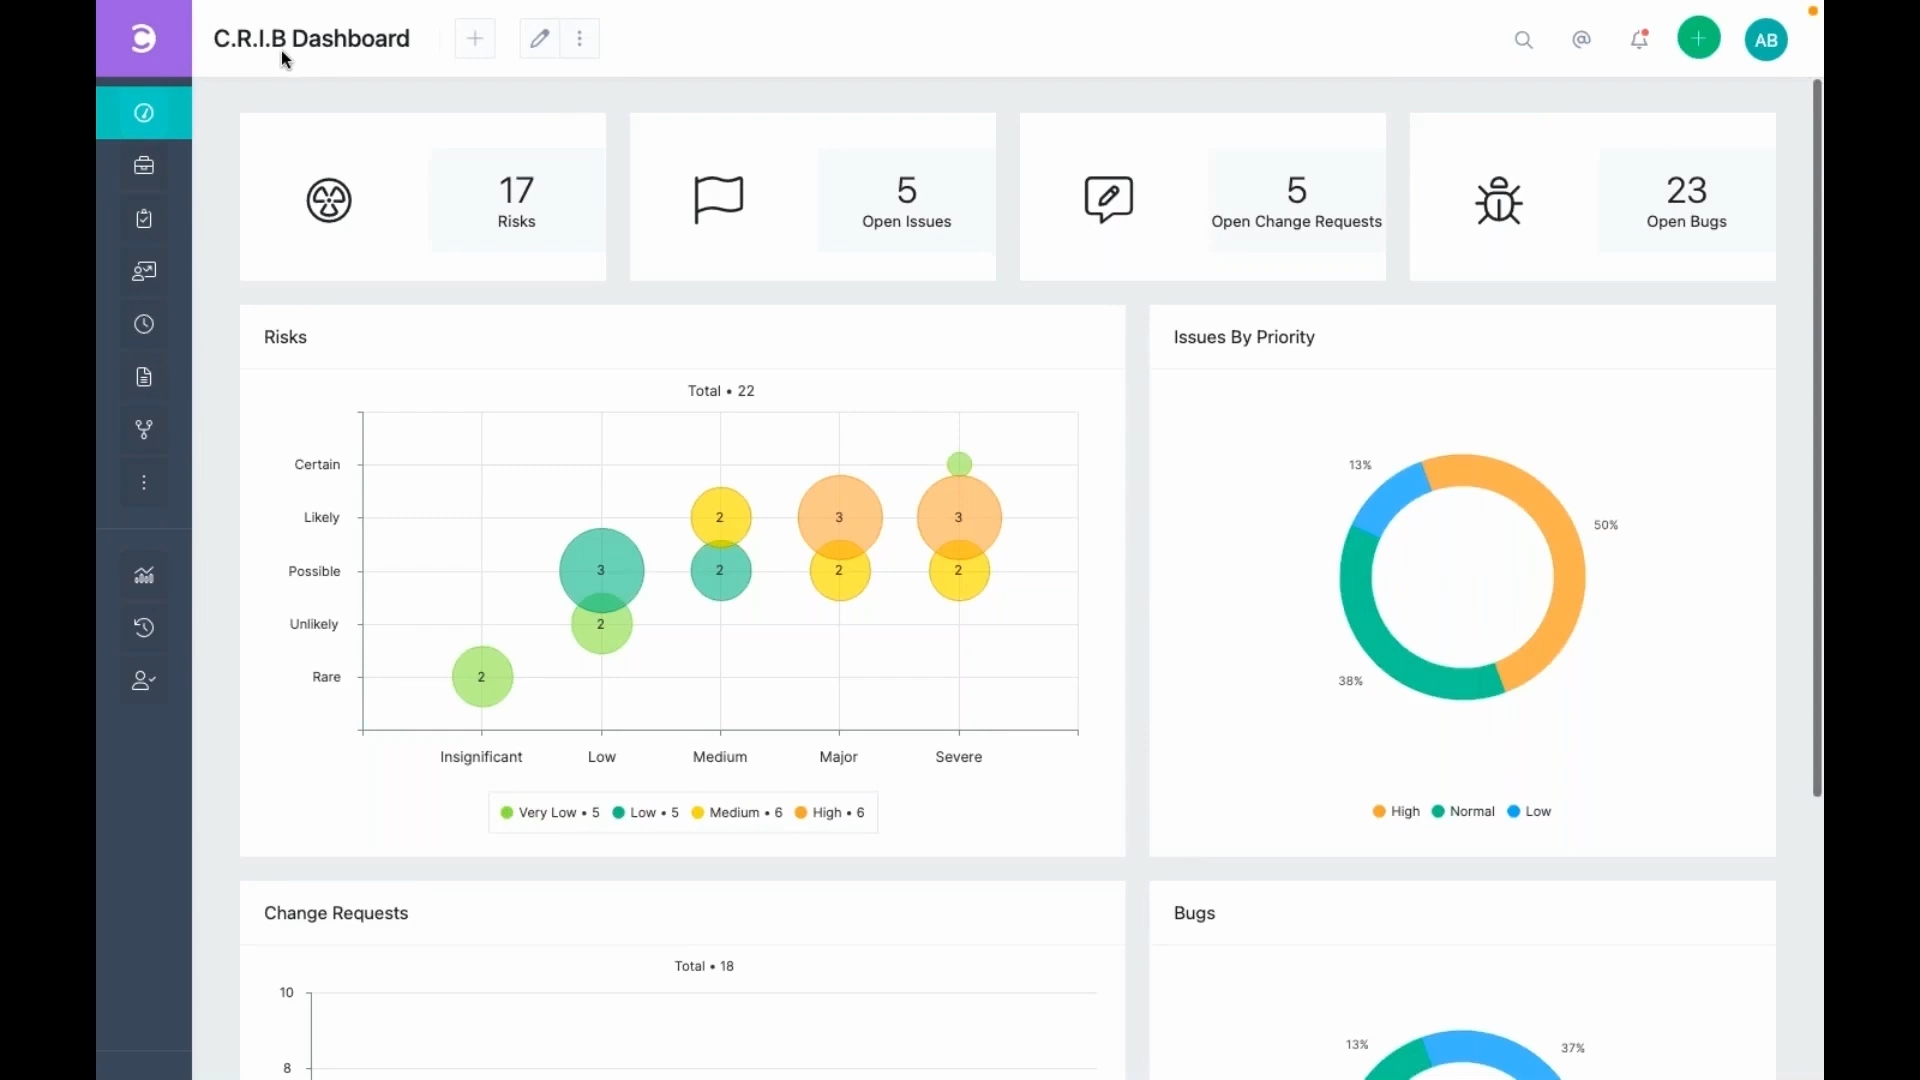 C.R.I.B Dashboard
AB
17
Risks
5
Open Issues
5
Open Change Requests
23
Open Bugs
Risks
Total • 22
Certain
Likely
Possible
Unlikely
Rare
2
3
3
3
2
2
2
2
2
Insignificant
Low
Medium
Major
Severe
Very Low • 5
Low • 5
Medium • 6
High • 6
Issues By Priority
13%
50%
38%
High
Normal
Low
Change Requests
Total • 18
10
8
Bugs
13%
37%